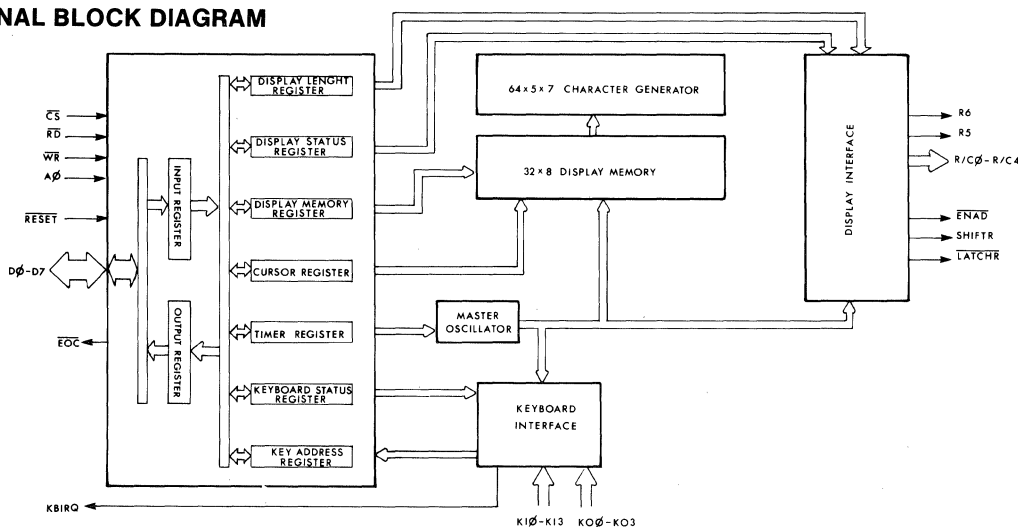 NAL BLOCK DIAGRAM
DISPLAY LENGHT
REGISTER
64×5×7 CHARACTER GENERATOR
CS
RD
WR
AØ
RESET
DØ-D7
EOC
INPUT REGISTER
OUTPUT REGISTER
DISPLAY STATUS
REGISTER
32×8 DISPLAY MEMORY
DISPLAY MEMORY
REGISTER
CURSOR REGISTER
TIMER REGISTER
MASTER
OSCILLATOR
KEYBOARD STATUS
REGISTER
KEY ADDRESS
REGISTER
KEYBOARD
INTERFACE
DISPLAY INTERFACE
R6
R5
R/CØ-R/C4
ENAD
SHIFTR
LATCHR
KBIRQ
KIØ-KI3 KOØ-KO3